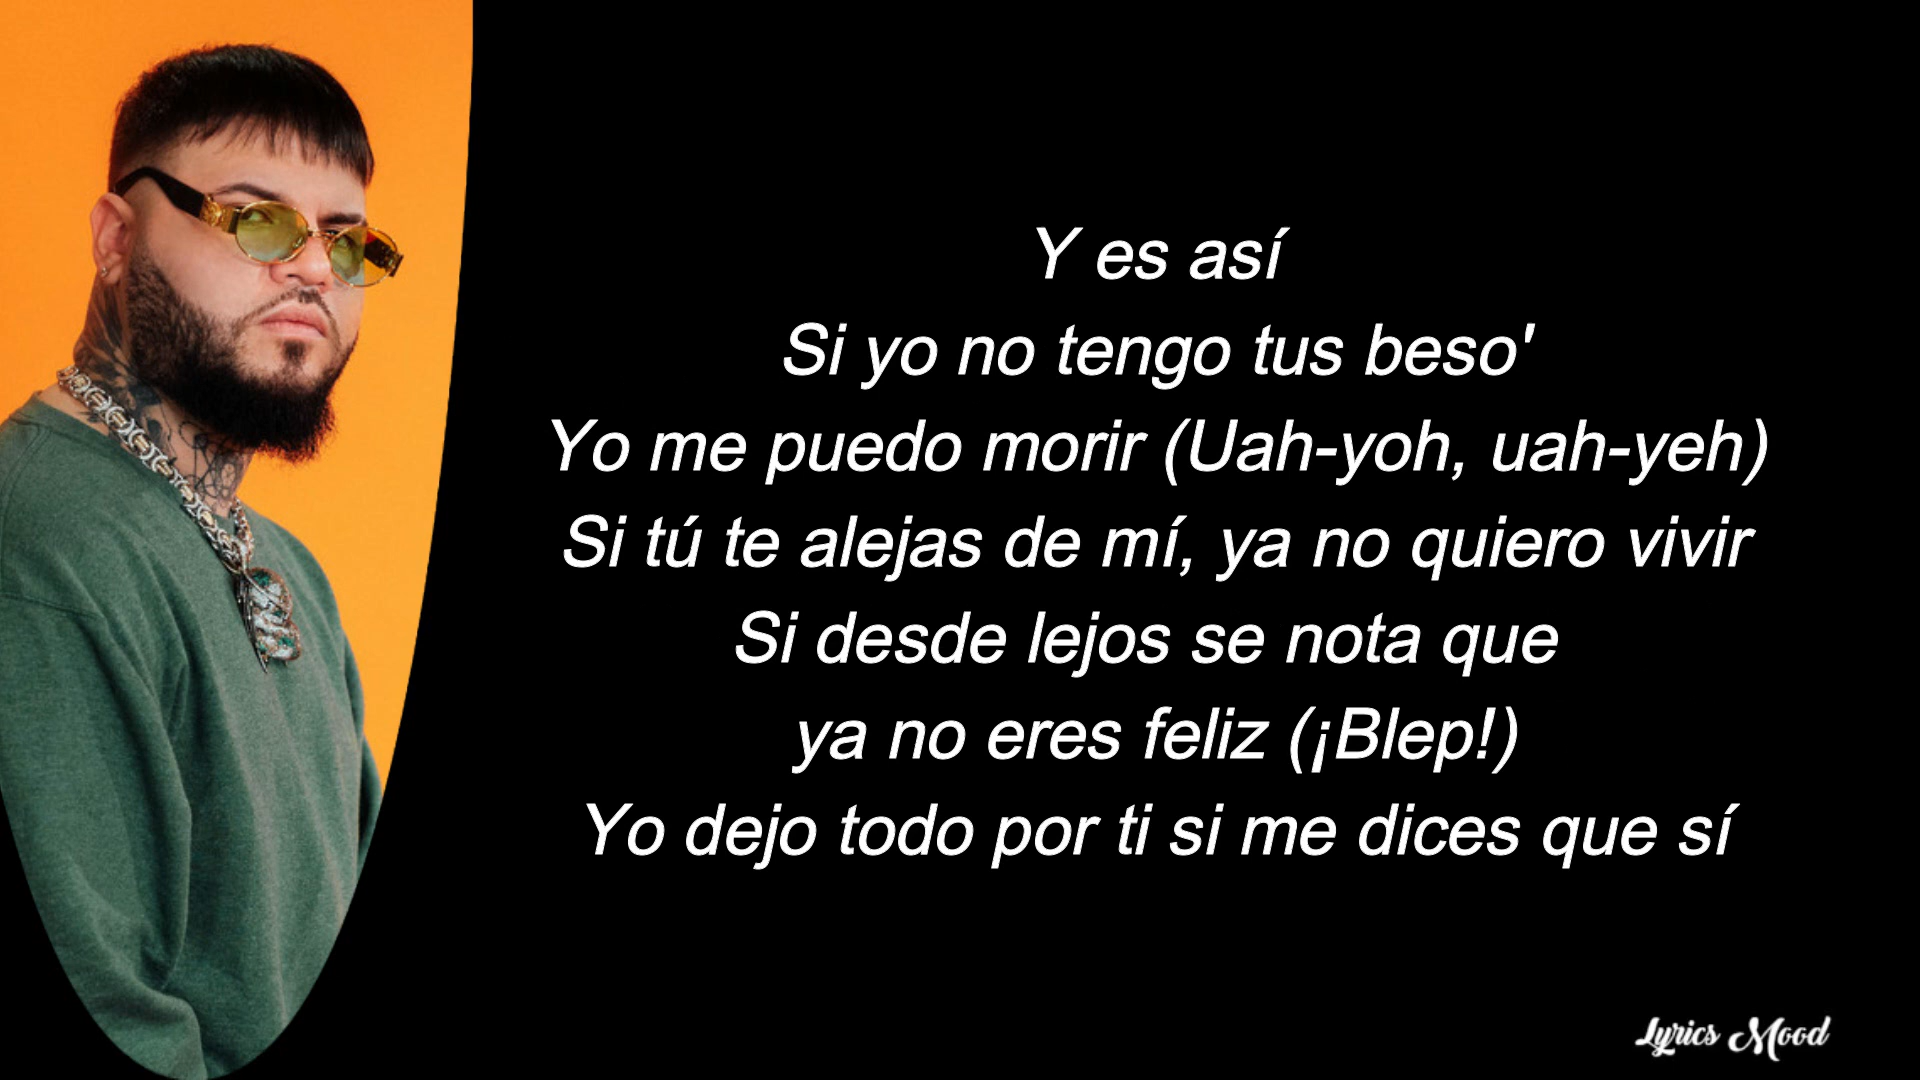 Y es así
Si yo no tengo tus beso'
Yo me puedo morir (Uah-yoh, uah-yeh)
Si tú te alejas de mí, ya no quiero vivir
Si desde lejos se nota que
ya no eres feliz (¡Blep!)
Yo dejo todo por ti si me dices que sí
Lyrics Mood